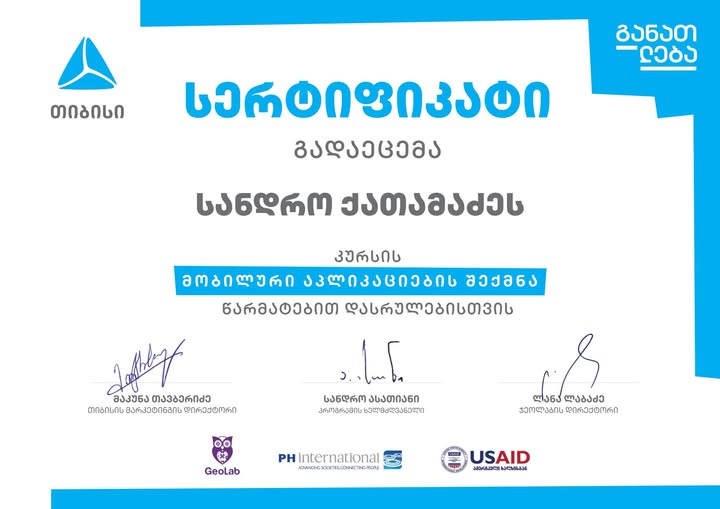 თიბისი
განათ
ლება
სერტიფიკატი
გადაეცემა
სანდრო ქათამაძეს
კურსის
მობილური აპლიკაციების შექმნა
წარმატებით დასრულებისთვის
მაკუნა თავბერიძე
თიბისის მარკეტინგის დირექტორი
სანდრო ასათიანი
პროგრამის ხელმძღვანელი
ლანა ლაბაძე
ჯეოლაბის დირექტორი
GeoLab
PH International
ADVANCING SOCIETIES, CONNECTING PEOPLE
USAID
ამერიკელი ხალხისგან